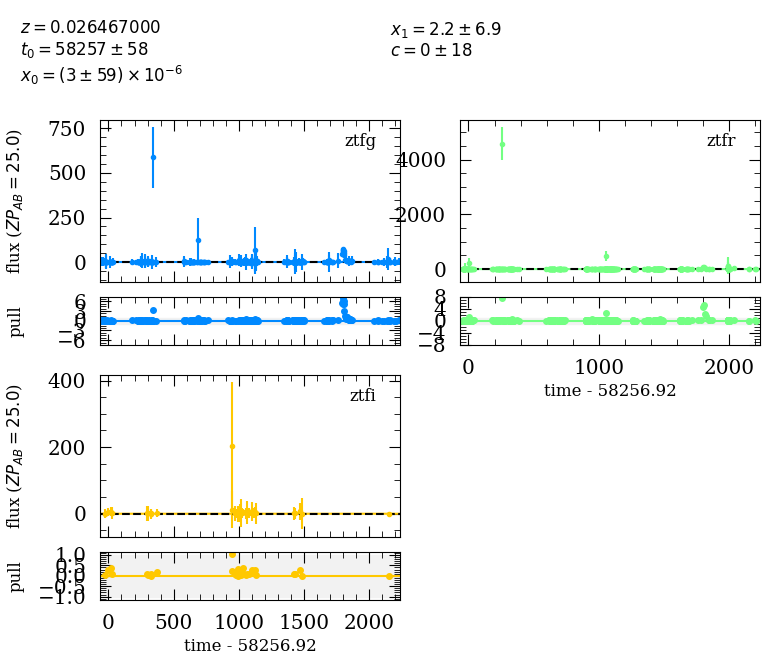 z = 0.026467000
t₀ = 58257 ± 58
x₀ = (3 ± 59) × 10⁻⁶
x₁ = 2.2 ± 6.9
c = 0 ± 18
flux (ZP_AB = 25.0)
750
500
250
0
ztfg
4000
2000
0
ztfr
pull
6
3
0
−3
−6
8
4
0
−4
−8
0
1000
2000
time - 58256.92
flux (ZP_AB = 25.0)
400
200
0
ztfi
pull
1.0
0.5
0.0
−0.5
−1.0
0
500
1000
1500
2000
time - 58256.92